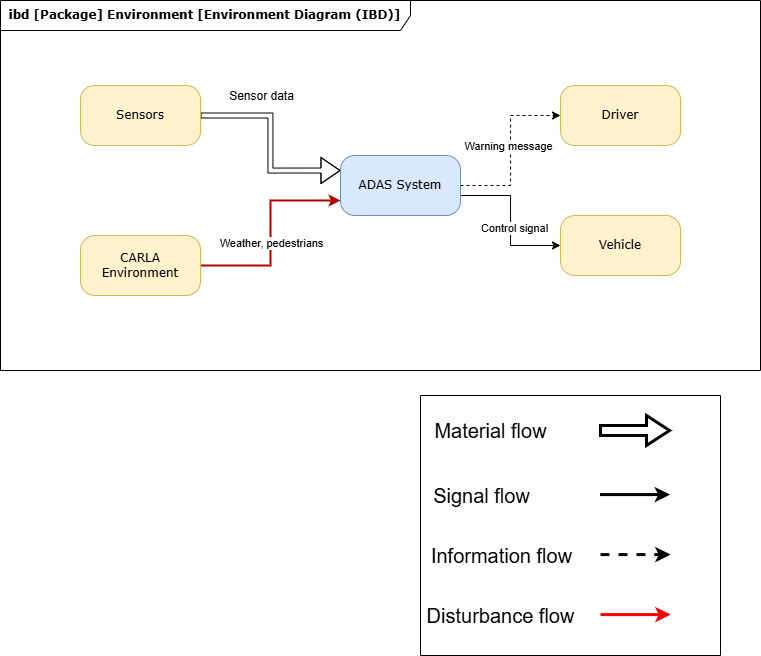 ibd [Package] Environment [Environment Diagram (IBD)]
Sensor data
Sensors
Driver
Warning message
ADAS System
Control signal
Weather, pedestrians
Vehicle
CARLA
Environment
Material flow
Signal flow
Information flow
Disturbance flow